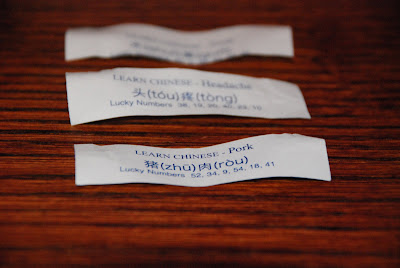 LEARN CHINESE - Headache
头(tóu)疼(tòng)
Lucky Numbers 38, 19, 35, 40, 23, 10
LEARN CHINESE - Pork
猪(zhū)肉(ròu)
Lucky Numbers 52, 34, 9, 54, 18, 41